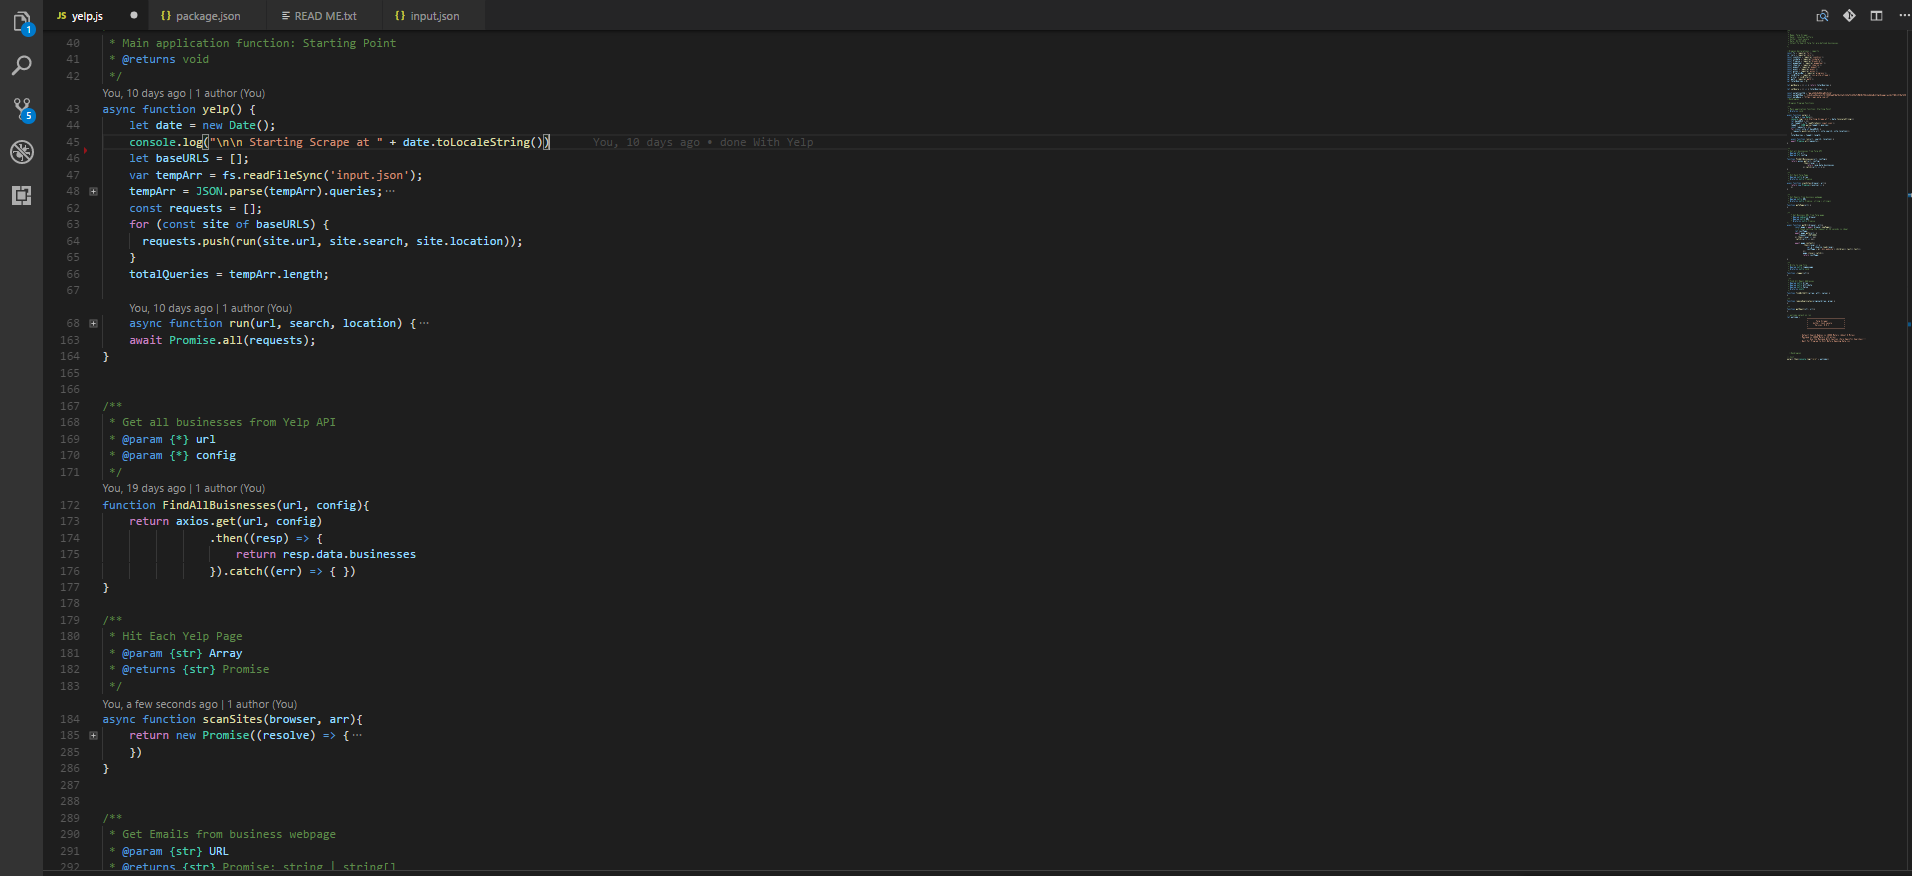 JS yelp.js ● {} package.json READ ME.txt {} input.json
1
5
40 * Main application function: Starting Point
41 * @returns void
42 */
You, 10 days ago | 1 author (You)
43 async function yelp() {
44 let date = new Date();
45 console.log("\n\n Starting Scrape at " + date.toLocaleString()) You, 10 days ago • done With Yelp
46 let baseURLS = [];
47 var tempArr = fs.readFileSync('input.json');
48 tempArr = JSON.parse(tempArr).queries;…
62 const requests = [];
63 for (const site of baseURLS) {
64 requests.push(run(site.url, site.search, site.location));
65 }
66 totalQueries = tempArr.length;
67
You, 10 days ago | 1 author (You)
68 async function run(url, search, location) {…
163 await Promise.all(requests);
164 }
165
166
167 /**
168 * Get all businesses from Yelp API
169 * @param {*} url
170 * @param {*} config
171 */
You, 19 days ago | 1 author (You)
172 function FindAllBuisnesses(url, config){
173 return axios.get(url, config)
174 .then((resp) => {
175 return resp.data.businesses
176 }).catch((err) => { })
177 }
178
179 /**
180 * Hit Each Yelp Page
181 * @param {str} Array
182 * @returns {str} Promise
183 */
You, a few seconds ago | 1 author (You)
184 async function scanSites(browser, arr){
185 return new Promise((resolve) => {…
285 })
286 }
287
288
289 /**
290 * Get Emails from business webpage
291 * @param {str} URL
292 * @returns {str} Promise: string | string[]